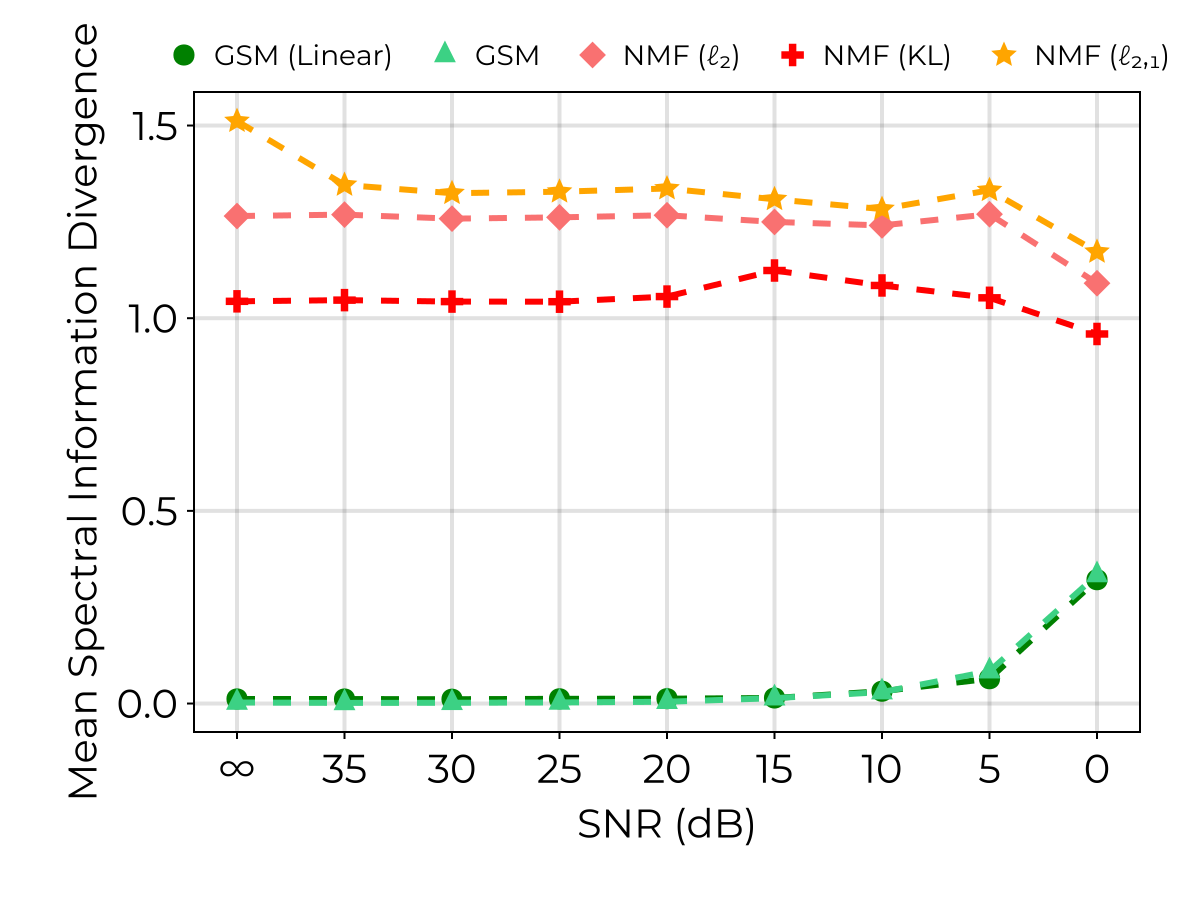 GSM (Linear) GSM NMF (ℓ₂) NMF (KL) NMF (ℓ₂,₁)
Mean Spectral Information Divergence
1.5
1.0
0.5
0.0
∞ 35 30 25 20 15 10 5 0
SNR (dB)